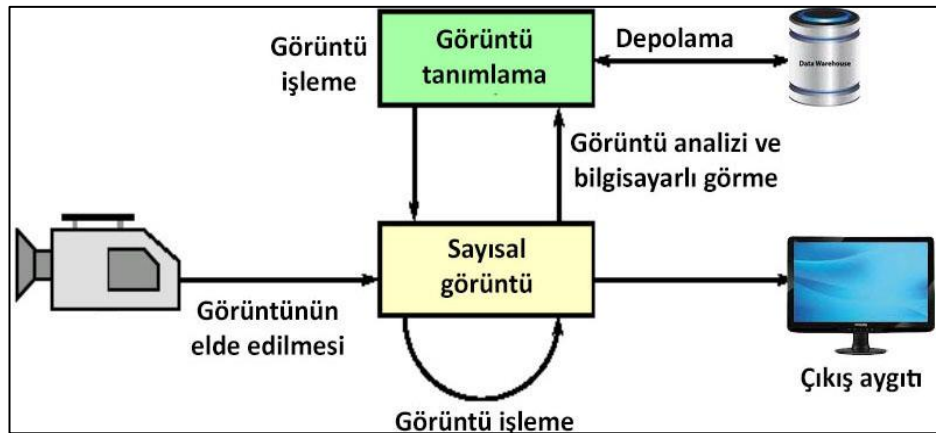 Görüntü
işleme
Görüntü
tanımlama
Depolama
Data Warehouse
Görüntü analizi ve
bilgisayarlı görme
Sayısal
görüntü
Görüntünün
elde edilmesi
Görüntü işleme
Çıkış aygıtı